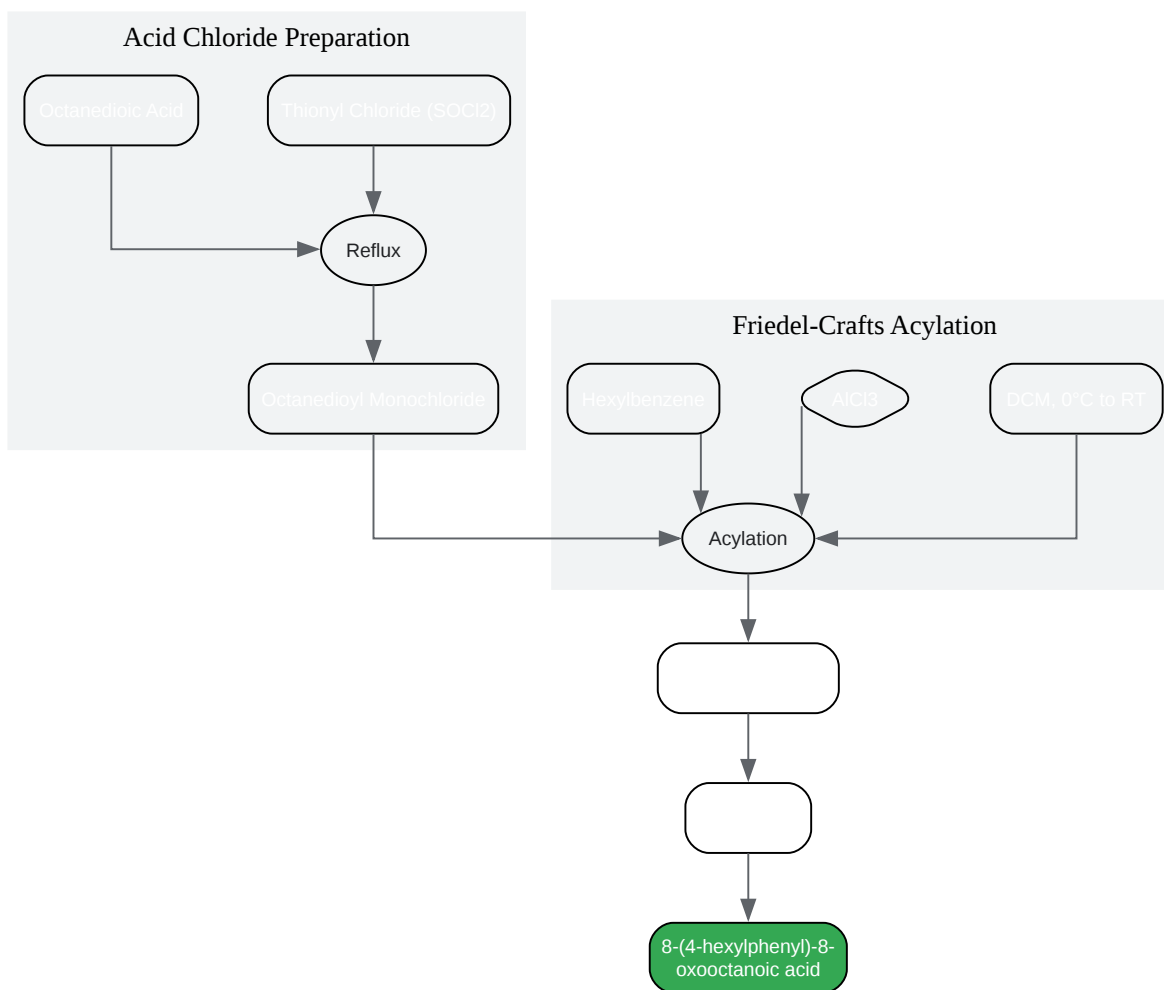 Acid Chloride Preparation
Octanedioic Acid
Thionyl Chloride (SOCl2)
Reflux
Octanedioyl Monochloride
Friedel-Crafts Acylation
Hexylbenzene
AlCl3
DCM, 0°C to RT
Acylation
8-(4-hexylphenyl)-8-
oxooctanoic acid